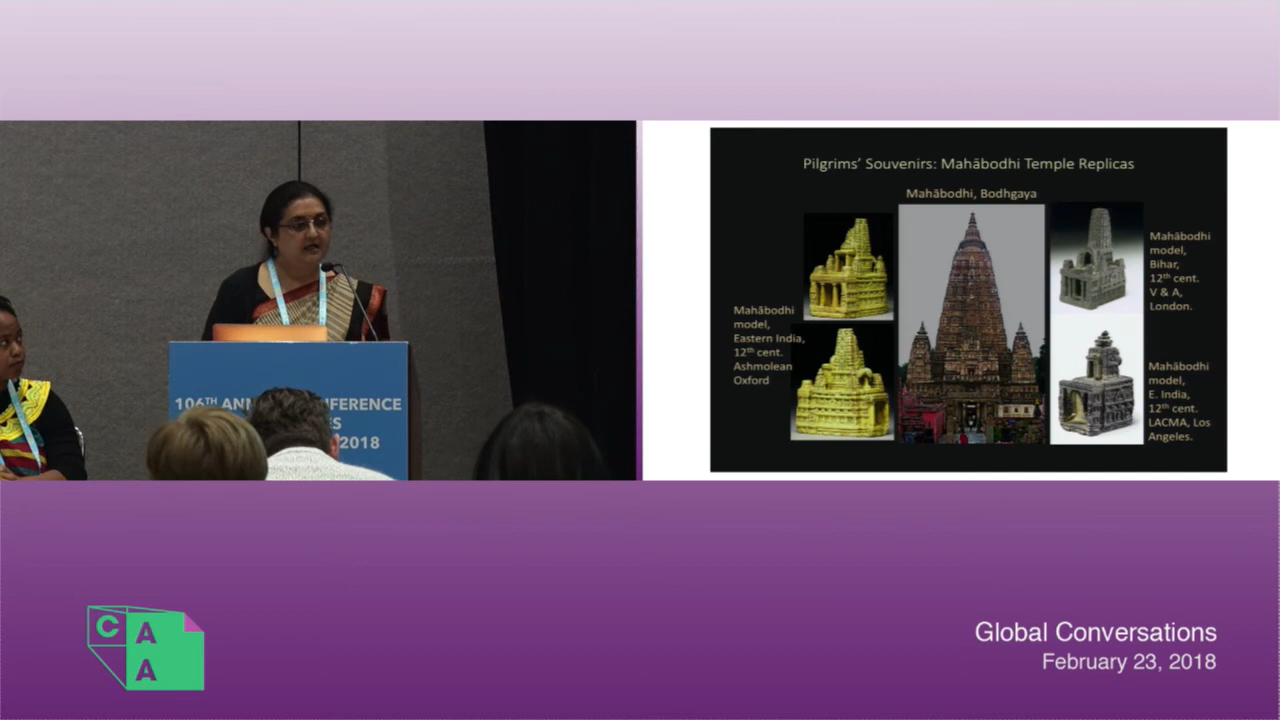 Pilgrims' Souvenirs: Mahābodhi Temple Replicas
Mahābodhi, Bodhgaya
Mahābodhi
model,
Eastern India,
12th cent.
Ashmolean
Oxford
Mahābodhi
model,
Bihar,
12th cent.
V & A,
London.
Mahābodhi
model,
E. India,
12th cent.
LACMA, Los
Angeles.
106TH FERENCE
2018
C A
A
Global Conversations
February 23, 2018